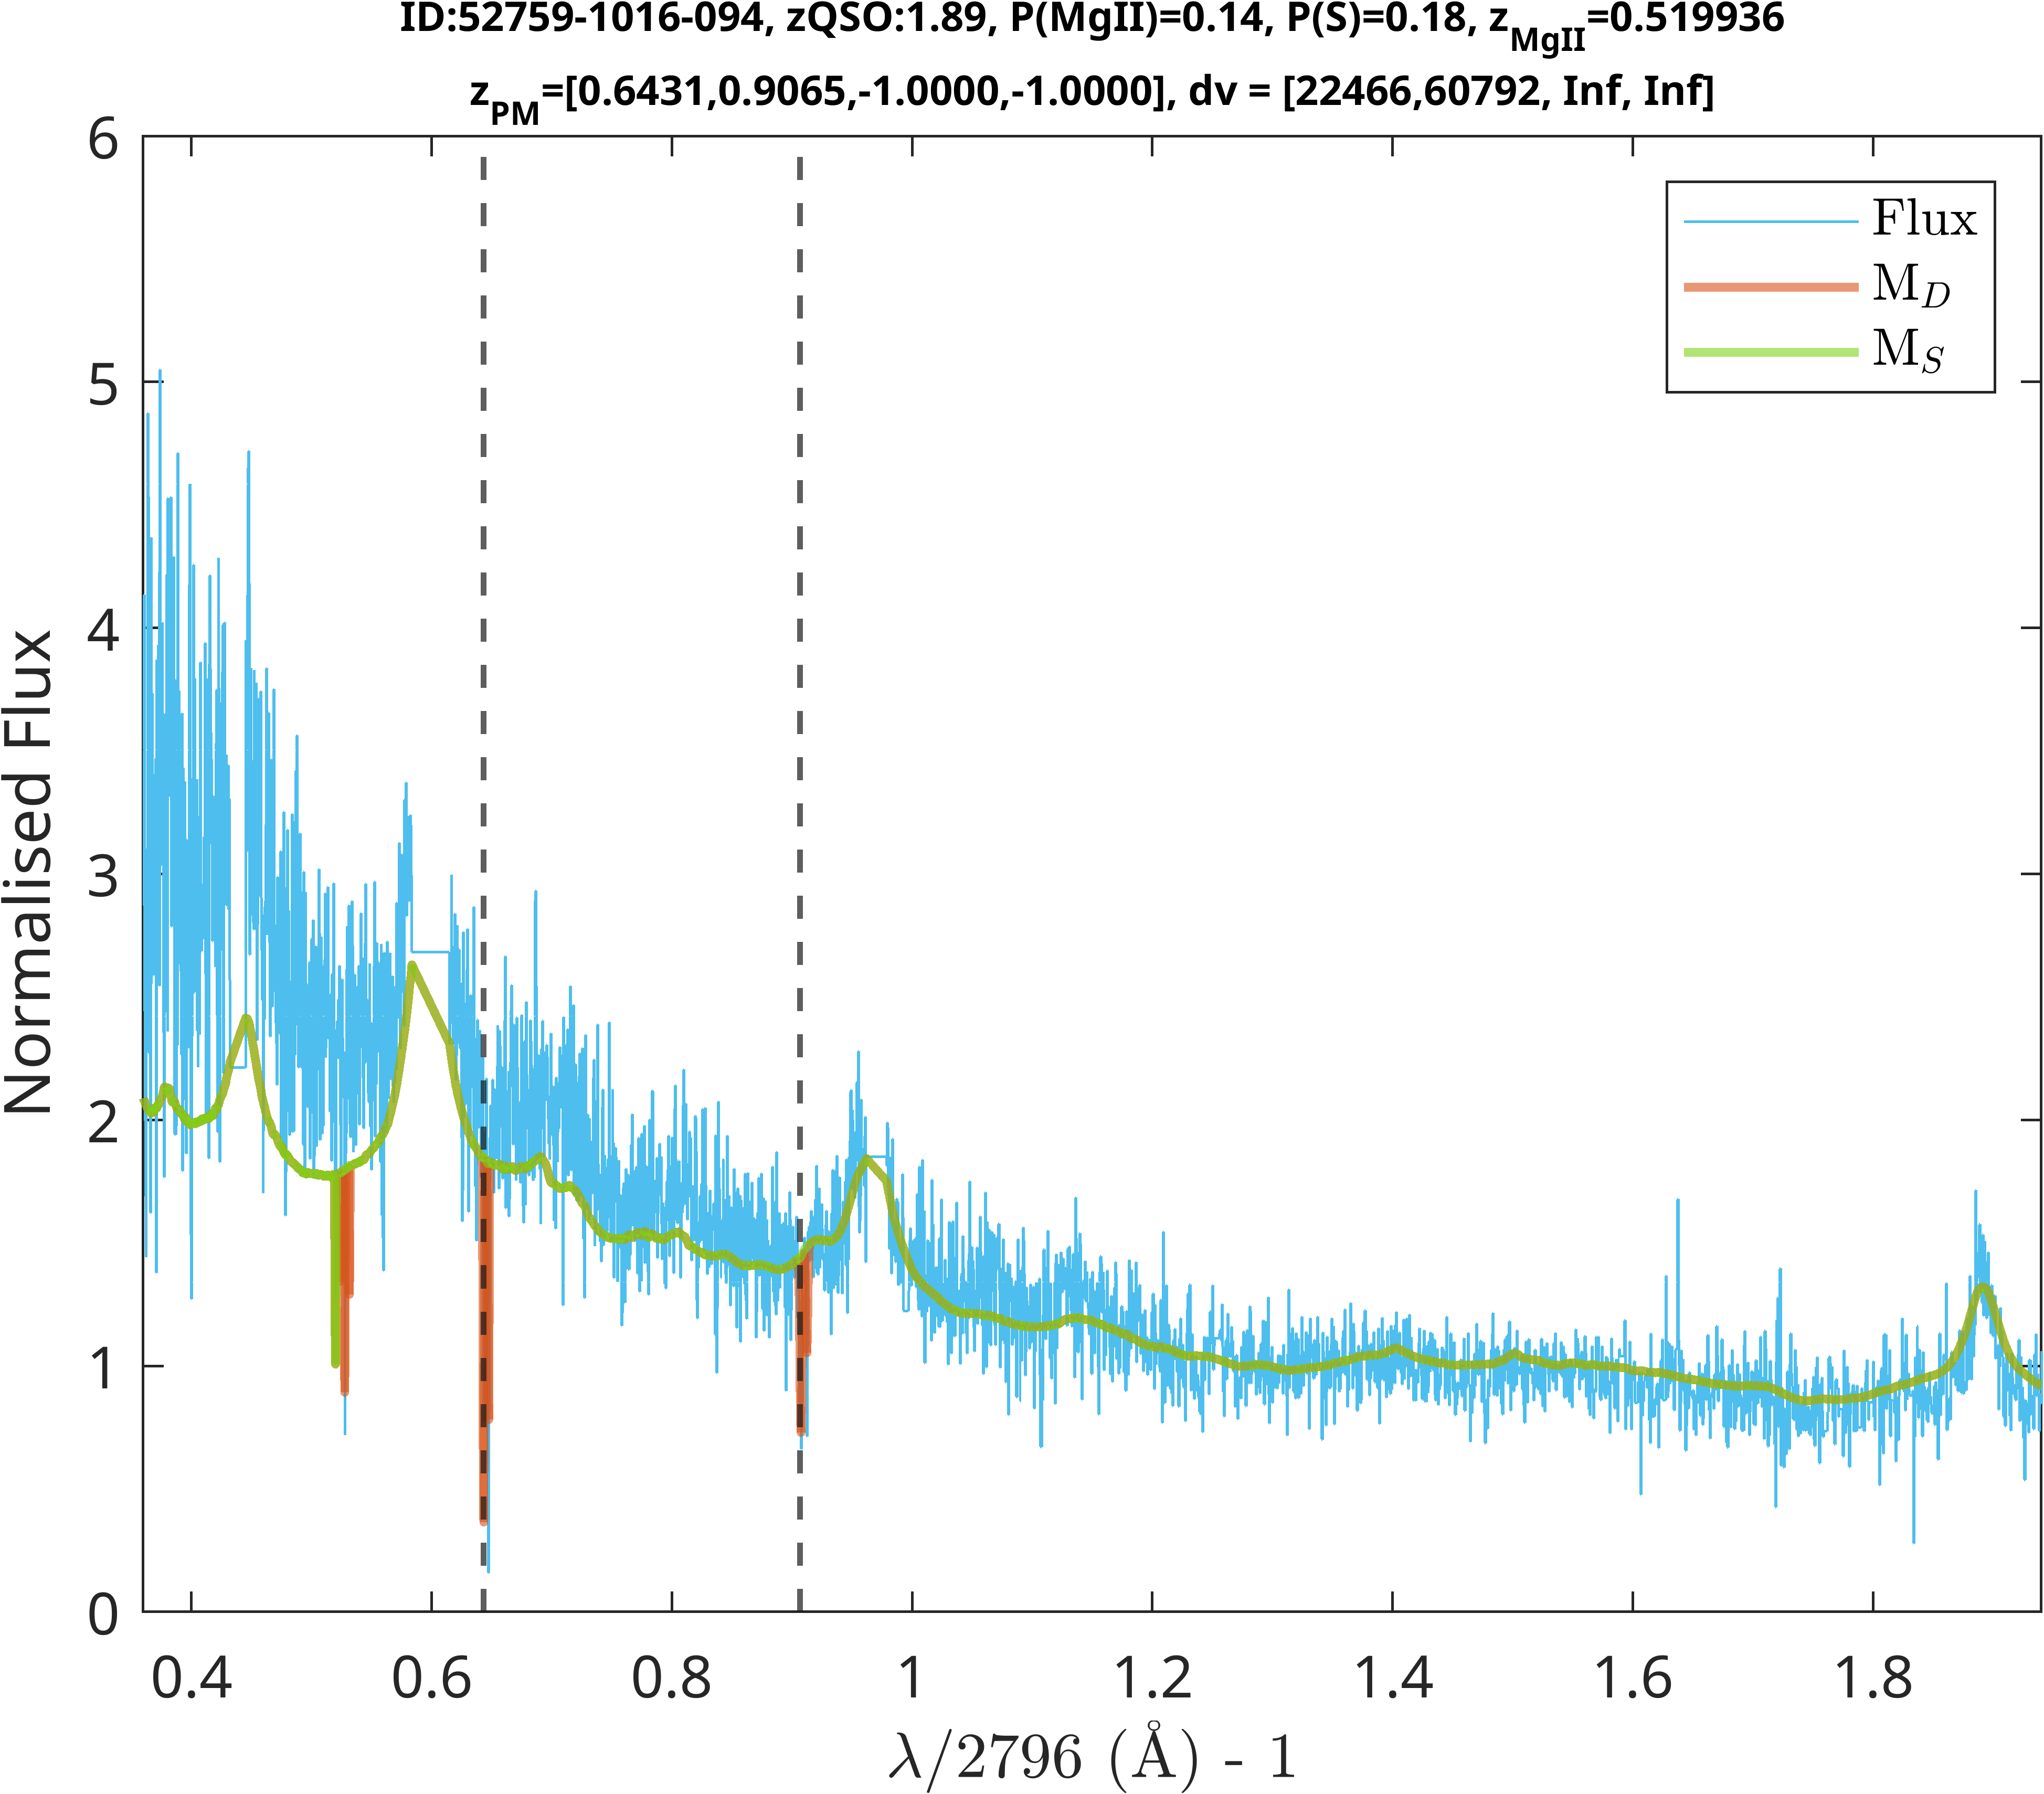 ID:52759-1016-094, zQSO:1.89, P(MgII)=0.14, P(S)=0.18, zMgII=0.519936
zPM=[0.6431,0.9065,-1.0000,-1.0000], dv = [22466,60792, Inf, Inf]
Normalised Flux
6
5
4
3
2
1
0
Flux
MD
MS
0.4 0.6 0.8 1 1.2 1.4 1.6 1.8
λ/2796 (Å) - 1